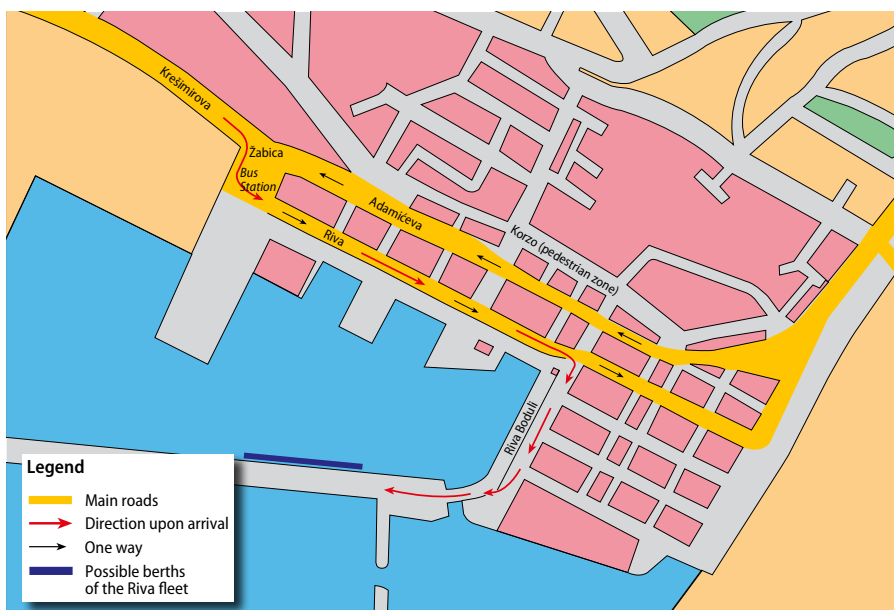 Krešimirova
Žabica
Bus
Station
Adamićeva
Riva
Korzo (pedestrian zone)
Riva Boduli
Legend
Main roads
Direction upon arrival
One way
Possible berths
of the Riva fleet